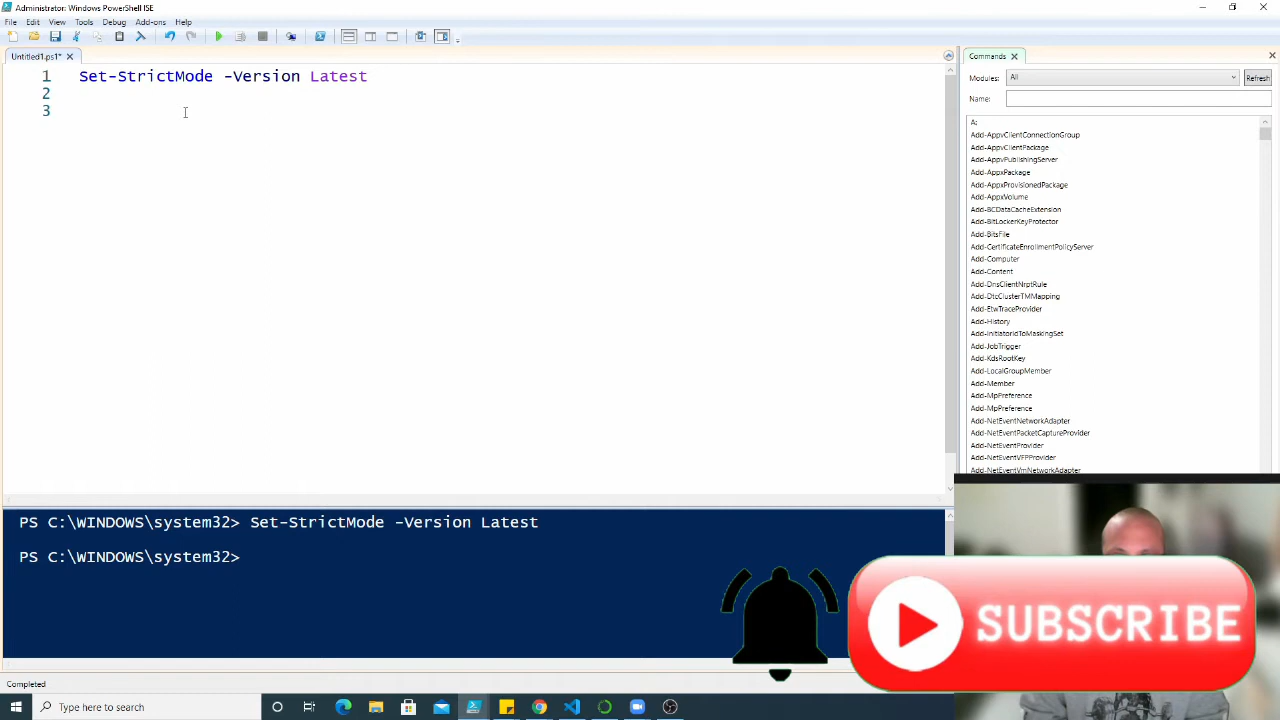 Administrator: Windows PowerShell ISE
File Edit View Tools Debug Add-ons Help
Untitled1.ps1* X
1 Set-StrictMode -Version Latest
2
3
Commands X
Modules: All Refresh
Name:
A:
Add-AppvClientConnectionGroup
Add-AppvClientPackage
Add-AppvPublishingServer
Add-AppxPackage
Add-AppxProvisionedPackage
Add-AppxVolume
Add-BCDataCacheExtension
Add-BitLockerKeyProtector
Add-BitsFile
Add-CertificateEnrollmentPolicyServer
Add-Computer
Add-Content
Add-DnsClientNrptRule
Add-DtcClusterTMMapping
Add-EtwTraceProvider
Add-History
Add-InitiatorIdToMaskingSet
Add-JobTrigger
Add-KdsRootKey
Add-LocalGroupMember
Add-Member
Add-MpPreference
Add-MpPreference
Add-NetEventNetworkAdapter
Add-NetEventPacketCaptureProvider
Add-NetEventProvider
Add-NetEventVFPProvider
Add-NetEventVmNetworkAdapter
PS C:\WINDOWS\system32> Set-StrictMode -Version Latest
PS C:\WINDOWS\system32>
SUBSCRIBE
Completed
Type here to search